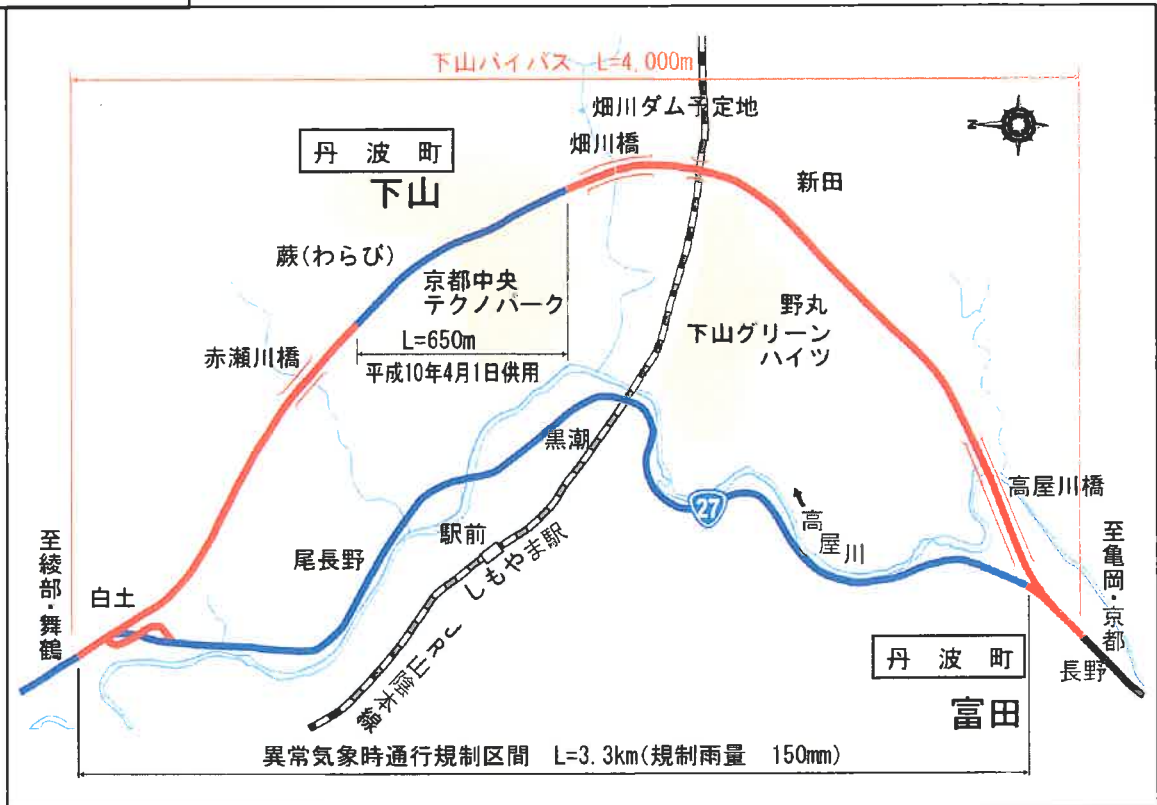 下山バイパス L=4,000m
畑川ダム予定地
畑川橋
丹波町
下山
新田
蕨(わらび)
京都中央
テクノパーク
野丸
下山グリーン
ハイツ
L=650m
平成10年4月1日供用
赤瀬川橋
黒潮
高屋川橋
27
高屋川
駅前
しもやま駅
尾長野
至綾部・舞鶴
至亀岡・京都
白土
JR山陰本線
丹波町
長野
富田
異常気象時通行規制区間 L=3.3km(規制雨量 150mm)
N